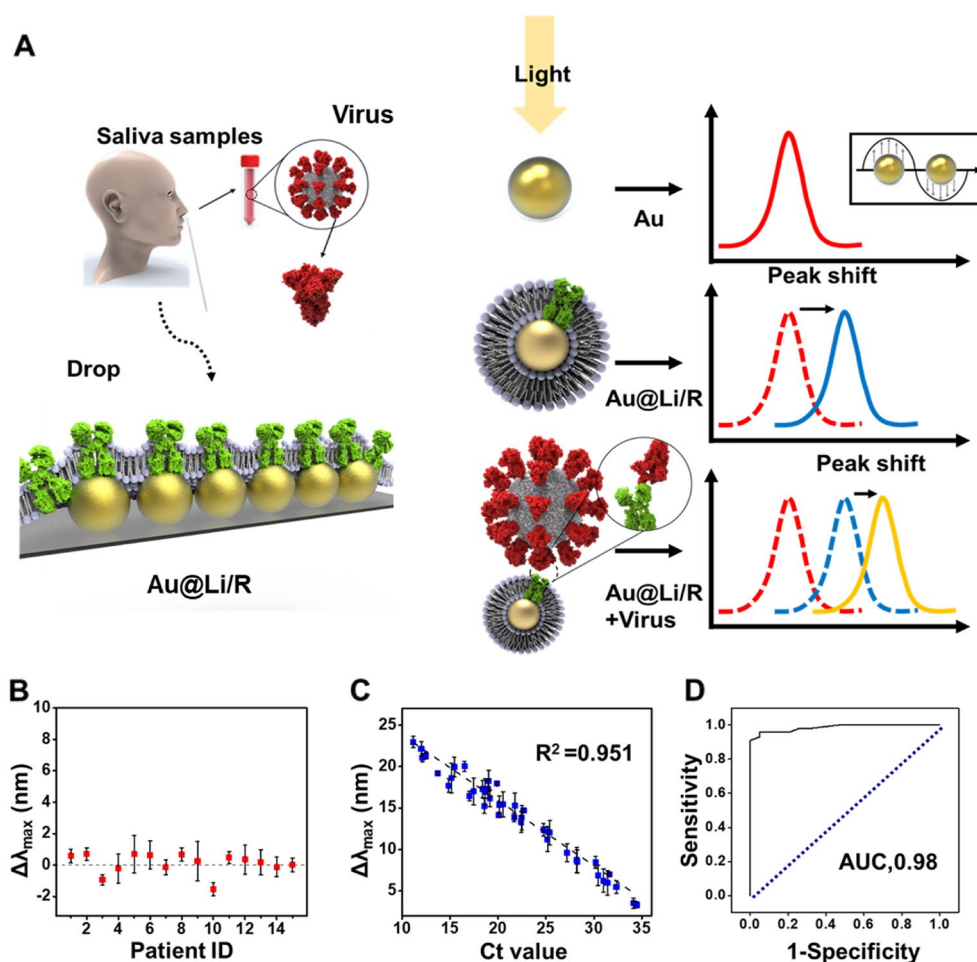 A
Light
Virus
Saliva samples
Au
Peak shift
Drop
Au@Li/R
Peak shift
Au@Li/R
Au@Li/R
+Virus
B
10
8
6
4
2
0
-2
Δλmax (nm)
2 4 6 8 10 12 14
Patient ID
C
R² =0.951
25
20
15
10
5
Δλmax (nm)
10 15 20 25 30 35
Ct value
D
1.0
0.8
0.6
0.4
0.2
0.0
Sensitivity
AUC,0.98
0.0 0.2 0.4 0.6 0.8 1.0
1-Specificity